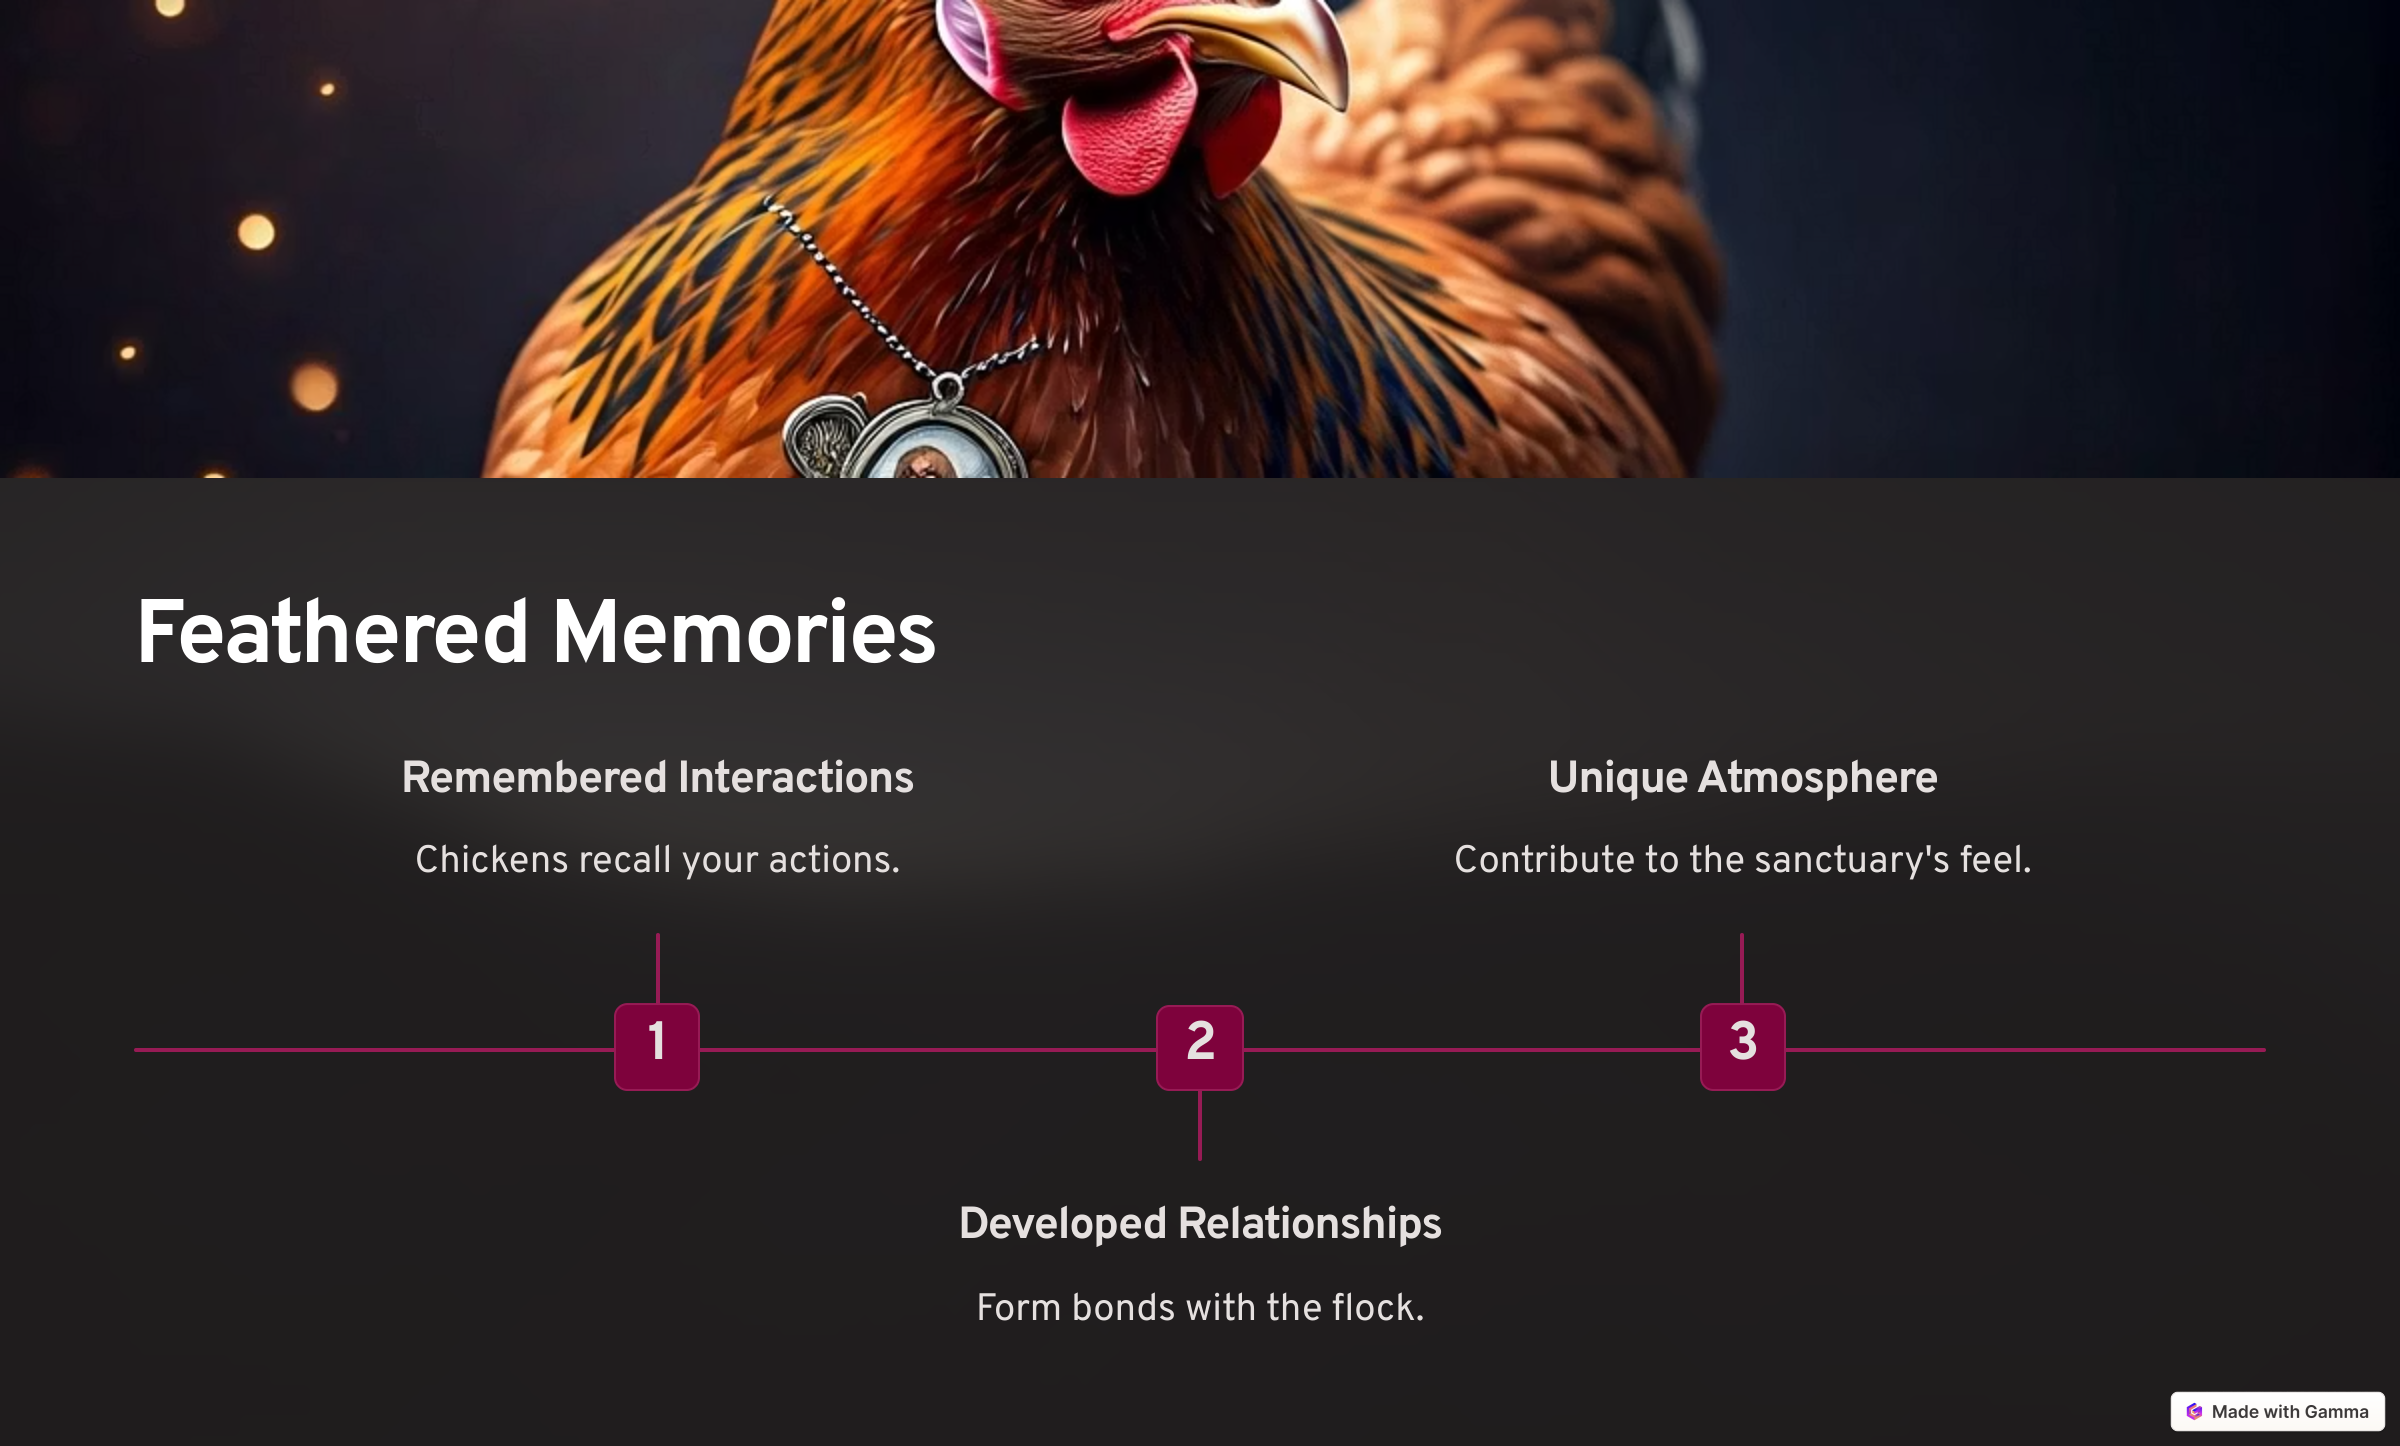 Feathered Memories
Remembered Interactions
Chickens recall your actions.
Unique Atmosphere
Contribute to the sanctuary's feel.
1
2
3
Developed Relationships
Form bonds with the flock.
Made with Gamma